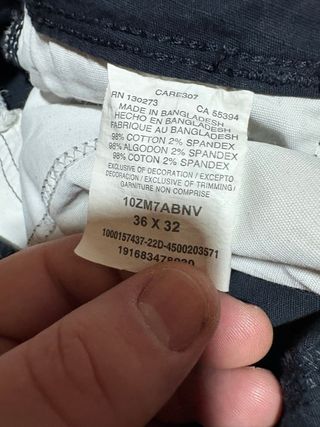 CARE307
RN 130273 CA 55394
MADE IN BANGLADESH
HECHO EN BANGLADESH
FABRIQUE AU BANGLADESH
98% COTTON 2% SPANDEX
98% ALGODON 2% SPANDEX
98% COTON 2% SPANDEX
EXCLUSIVE OF DECORATION / EXCEPTO
DECORACION / EXCLUSIVE OF TRIMMING /
GARNITURE NON COMPRISE
10ZM7ABNV
36 X 32
1000157437-22D-4500203571
191683478020